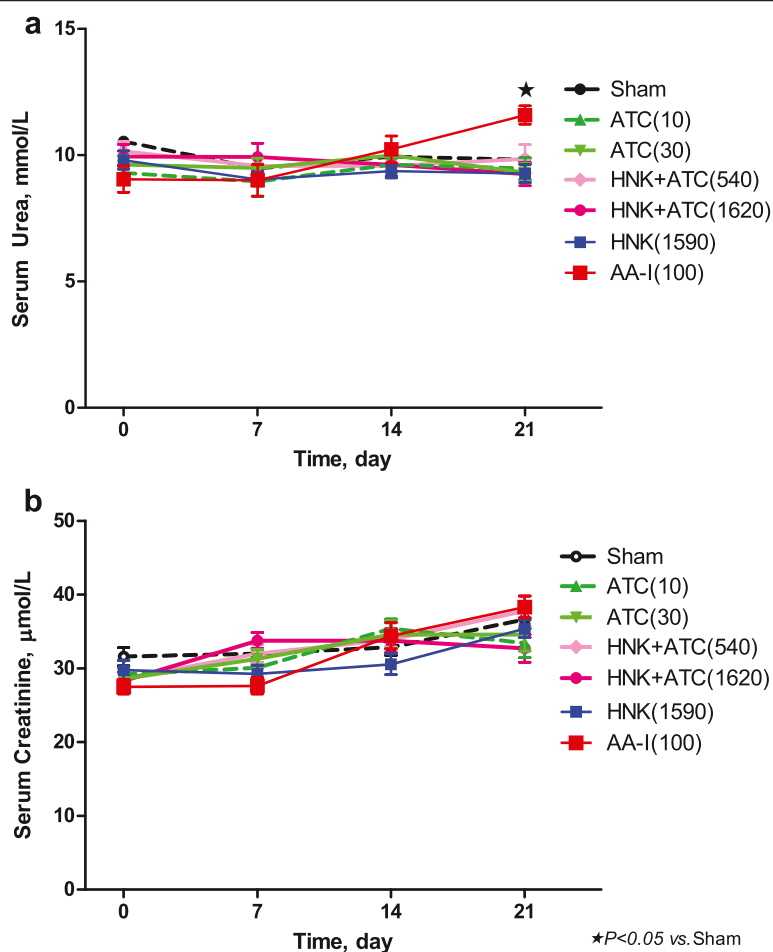 a
15
10
5
0
Serum Urea, mmol/L
★
Sham
ATC(10)
ATC(30)
HNK+ATC(540)
HNK+ATC(1620)
HNK(1590)
AA-I(100)
0 7 14 21
Time, day
b
50
40
30
20
10
0
Serum Creatinine, μmol/L
Sham
ATC(10)
ATC(30)
HNK+ATC(540)
HNK+ATC(1620)
HNK(1590)
AA-I(100)
0 7 14 21
Time, day
★P<0.05 vs.Sham